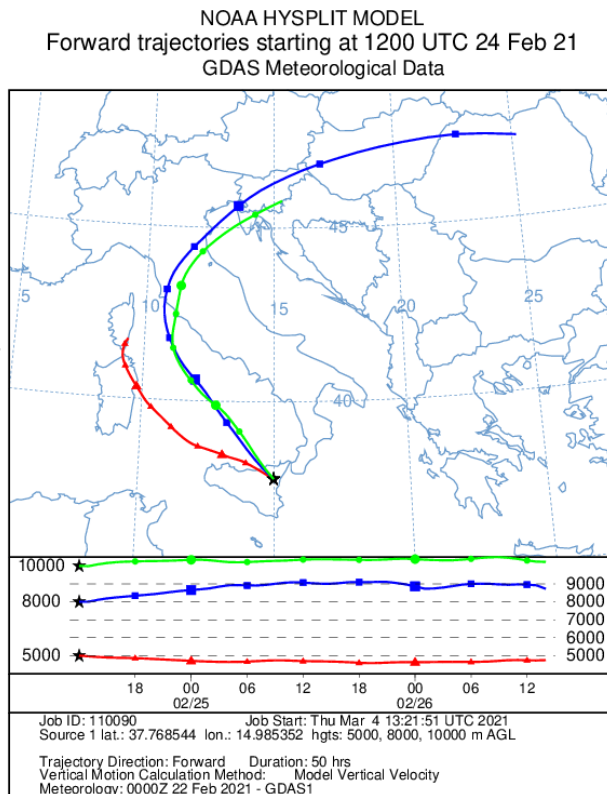 NOAA HYSPLIT MODEL
Forward trajectories starting at 1200 UTC 24 Feb 21
GDAS Meteorological Data
5
10
15
20
25
45
40
10000
8000
5000
9000
8000
7000
6000
5000
18 00 06 12 18 00 06 12
02/25 02/26
Job ID: 110090 Job Start: Thu Mar 4 13:21:51 UTC 2021
Source 1 lat.: 37.768544 lon.: 14.985352 hgts: 5000, 8000, 10000 m AGL
Trajectory Direction: Forward Duration: 50 hrs
Vertical Motion Calculation Method: Model Vertical Velocity
Meteorology: 0000Z 22 Feb 2021 - GDAS1